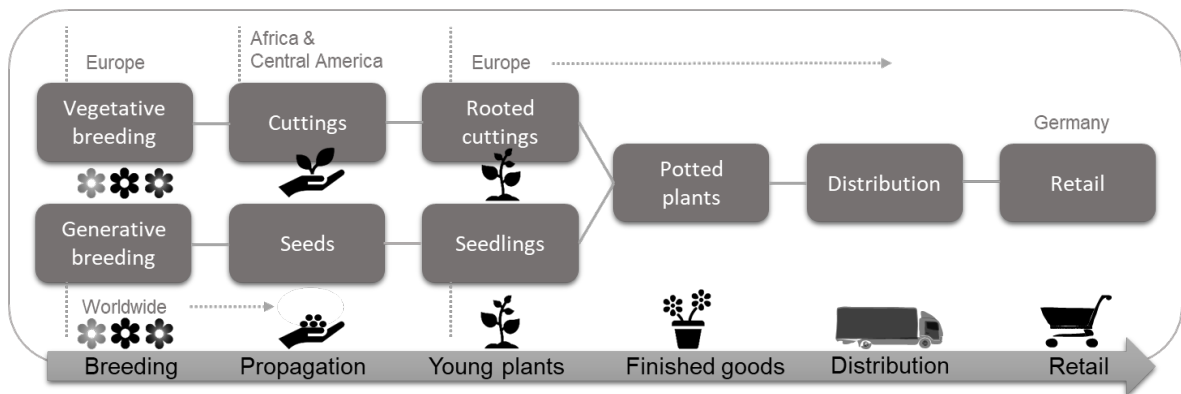 Europe
Africa &
Central America
Europe
Vegetative
breeding
Cuttings
Rooted
cuttings
Germany
Potted
plants
Distribution
Retail
Generative
breeding
Seeds
Seedlings
Worldwide
Breeding
Propagation
Young plants
Finished goods
Distribution
Retail